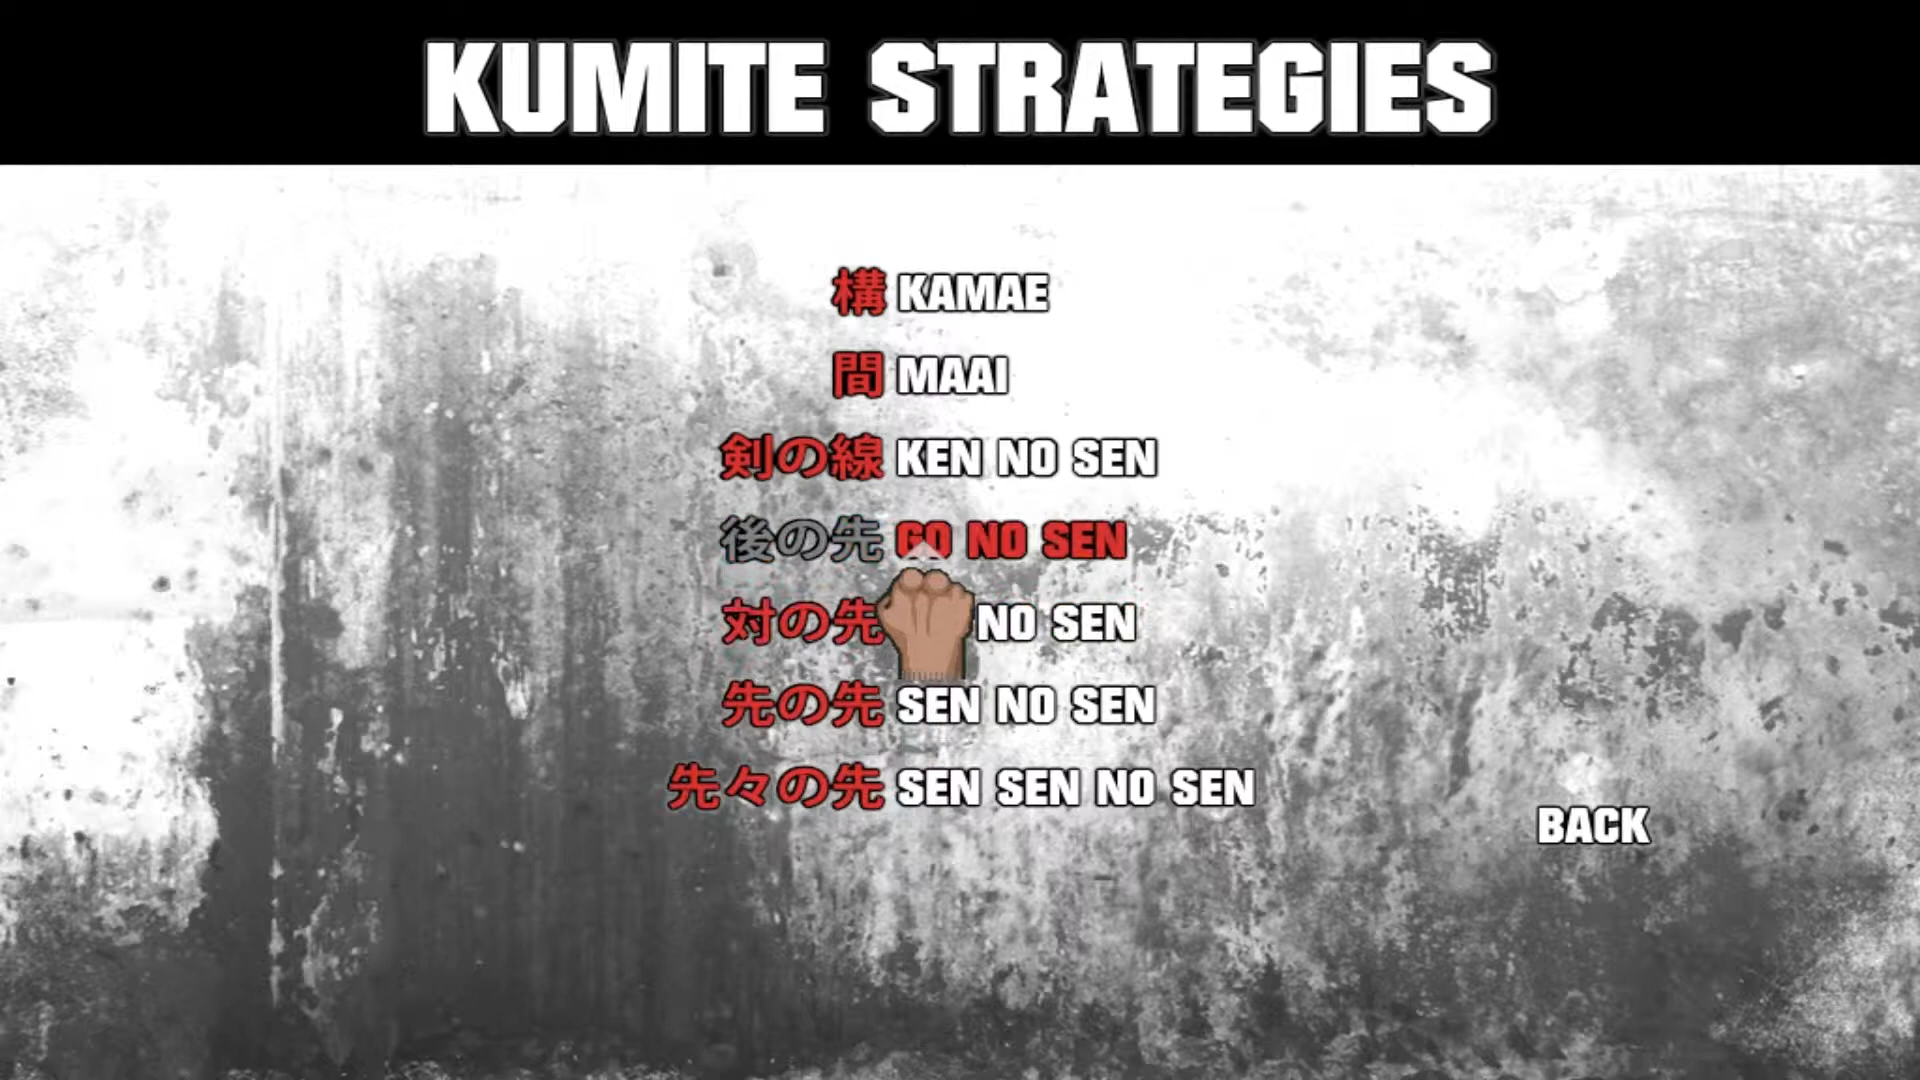 KUMITE STRATEGIES
構 KAMAE
間 MAAI
剣の線 KEN NO SEN
後の先 GO NO SEN
対の先 NO SEN
先の先 SEN NO SEN
先々の先 SEN SEN NO SEN
BACK